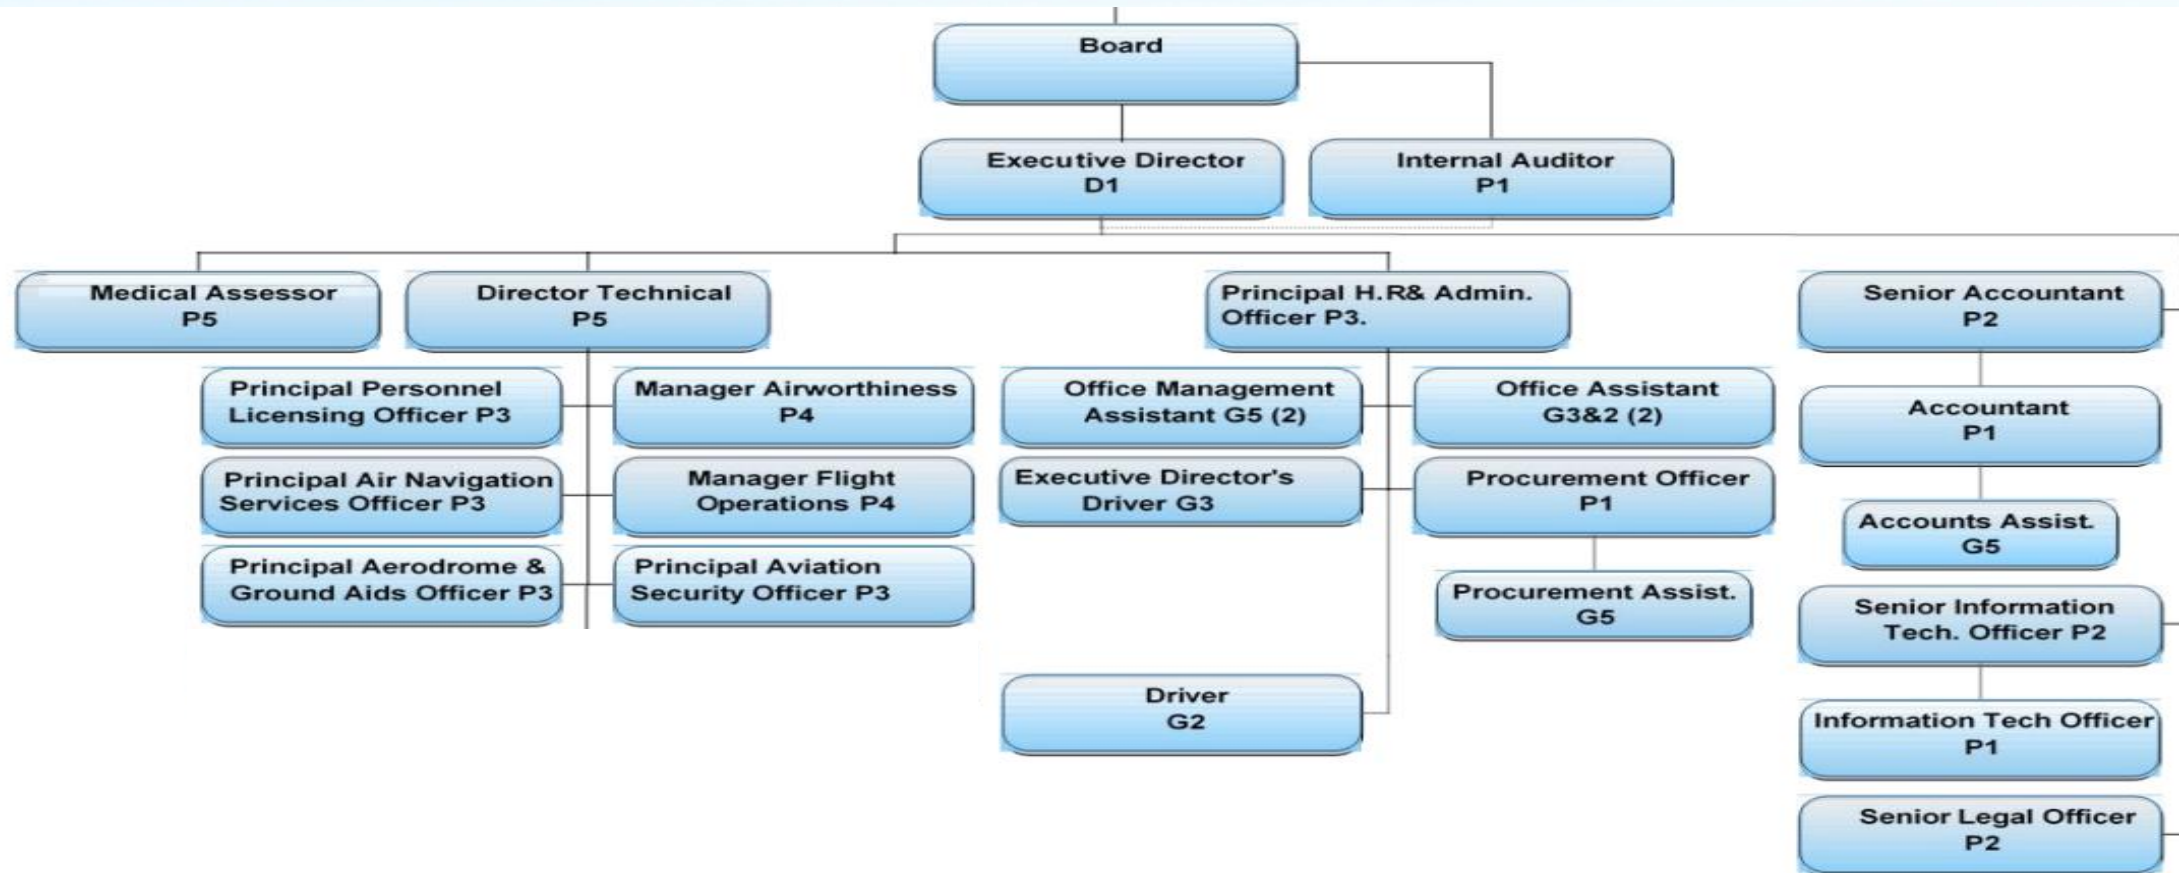 Board
Executive Director
D1
Internal Auditor
P1
Medical Assessor
P5
Director Technical
P5
Principal H.R& Admin.
Officer P3.
Senior Accountant
P2
Principal Personnel
Licensing Officer P3
Manager Airworthiness
P4
Office Management
Assistant G5 (2)
Office Assistant
G3&2 (2)
Accountant
P1
Principal Air Navigation
Services Officer P3
Manager Flight
Operations P4
Executive Director's
Driver G3
Procurement Officer
P1
Accounts Assist.
G5
Principal Aerodrome &
Ground Aids Officer P3
Principal Aviation
Security Officer P3
Procurement Assist.
G5
Senior Information
Tech. Officer P2
Driver
G2
Information Tech Officer
P1
Senior Legal Officer
P2